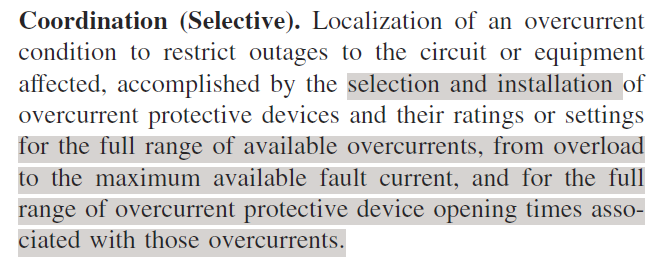 Coordination (Selective). Localization of an overcurrent
condition to restrict outages to the circuit or equipment
affected, accomplished by the selection and installation of
overcurrent protective devices and their ratings or settings
for the full range of available overcurrents, from overload
to the maximum available fault current, and for the full
range of overcurrent protective device opening times asso-
ciated with those overcurrents.